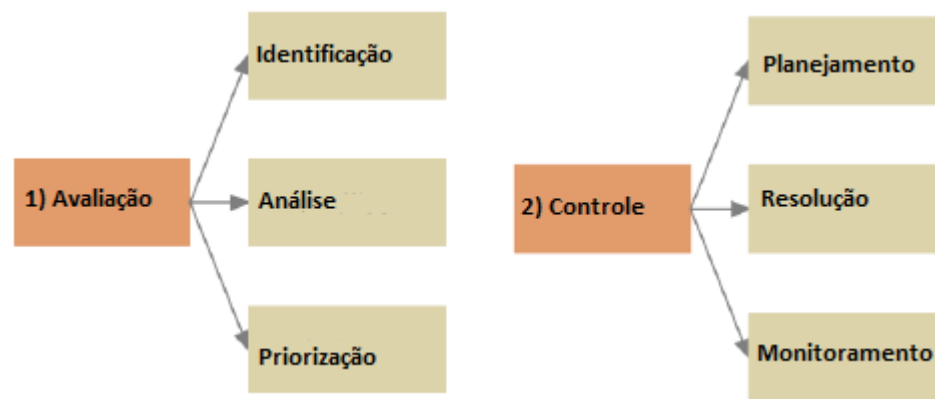 1) Avaliação
Identificação
Análise
Priorização
2) Controle
Planejamento
Resolução
Monitoramento